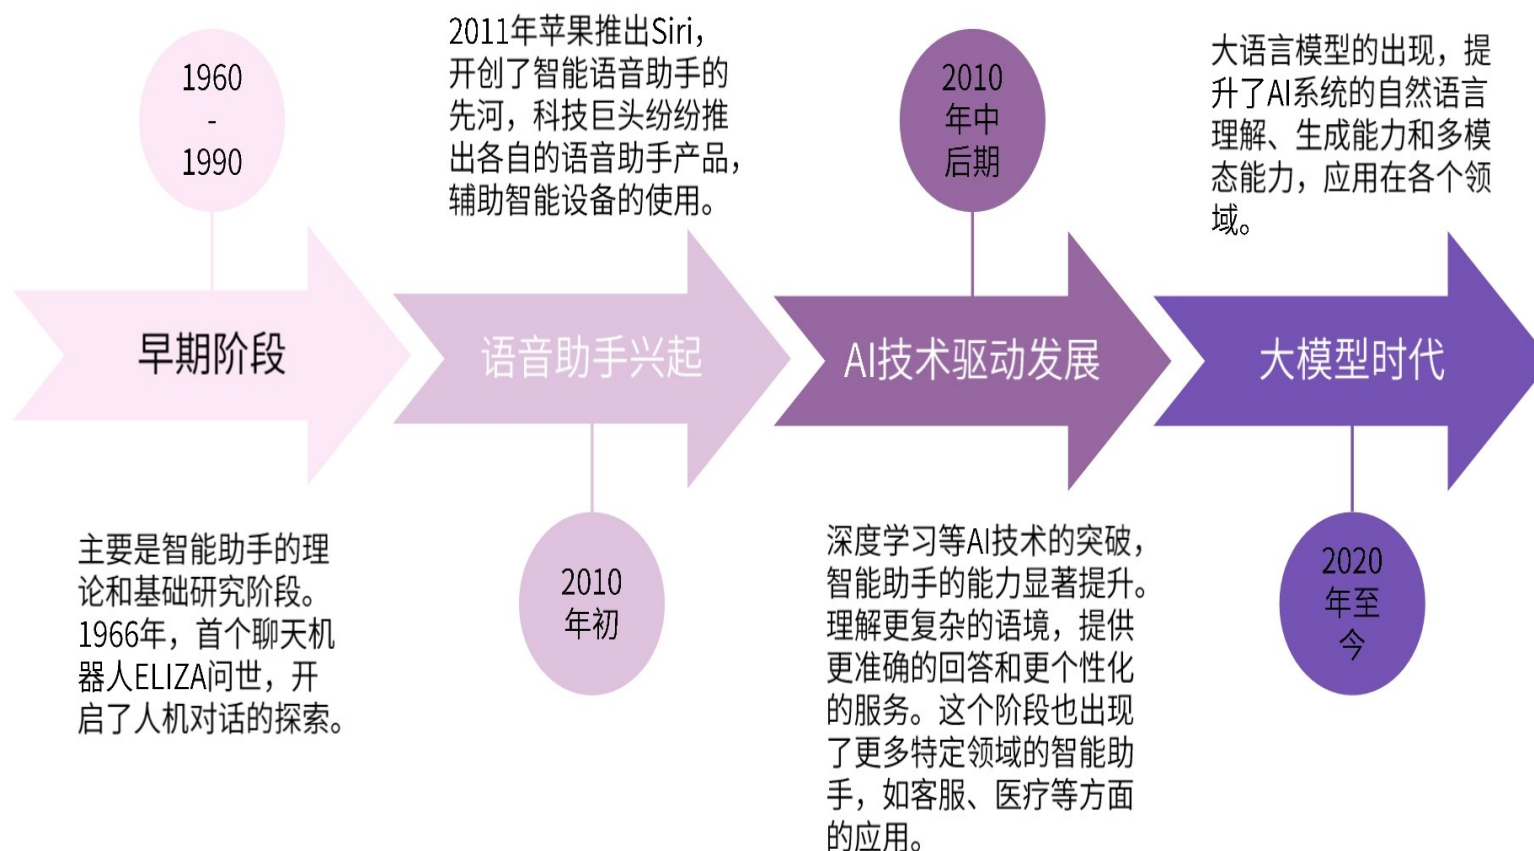 1960
-
1990
早期阶段
主要是智能助手的理
论和基础研究阶段。
1966年，首个聊天机
器人ELIZA问世，开
启了人机对话的探索。
2011年苹果推出Siri，
开创了智能语音助手的
先河，科技巨头纷纷推
出各自的语音助手产品，
辅助智能设备的使用。
语音助手兴起
2010
年初
2010
年中
后期
AI技术驱动发展
深度学习等AI技术的突破，
智能助手的能力显著提升。
理解更复杂的语境，提供
更准确的回答和更个性化
的服务。这个阶段也出现
了更多特定领域的智能助
手，如客服、医疗等方面
的应用。
大语言模型的出现，提
升了AI系统的自然语言
理解、生成能力和多模
态能力，应用在各个领
域。
大模型时代
2020
年至
今